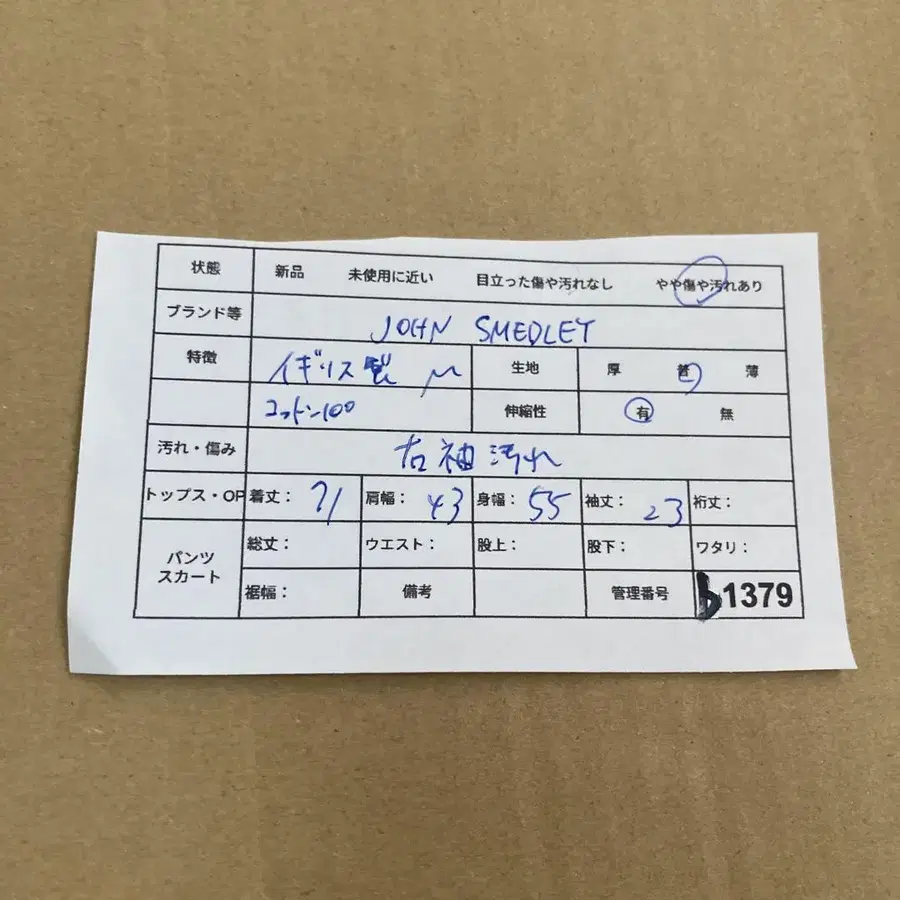 状態 新品 未使用に近い 目立った傷や汚れなし やや傷や汚れあり
ブランド等 JOHN SMEDLET
特徴 イギリス製 M 生地 厚 普 薄
コットン100 伸縮性 有 無
汚れ・傷み 右袖汚れ
トップス・OP 着丈: 71 肩幅: 43 身幅: 55 袖丈: 23 裄丈:
パンツ スカート 総丈: ウエスト: 股上: 股下: ワタリ:
裾幅: 備考 管理番号 b1379